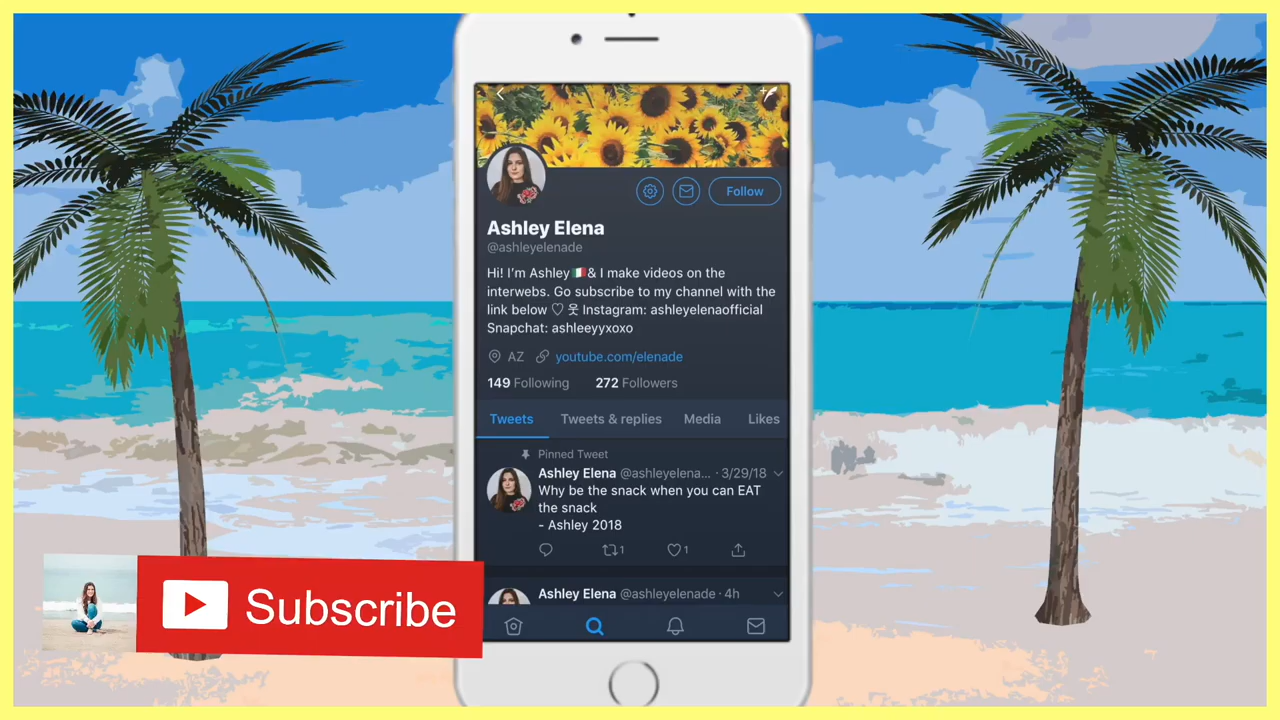 Follow
Ashley Elena
@ashleyelenade
Hi! I’m Ashley🇮🇹& I make videos on the
interwebs. Go subscribe to my channel with the
link below ♡ 웃 Instagram: ashleyelenaofficial
Snapchat: ashleeyyxoxo
AZ youtube.com/elenade
149 Following 272 Followers
Tweets Tweets & replies Media Likes
Pinned Tweet
Ashley Elena @ashleyelena... · 3/29/18
Why be the snack when you can EAT
the snack
- Ashley 2018
1 1
Ashley Elena @ashleyelenade · 4h
Subscribe